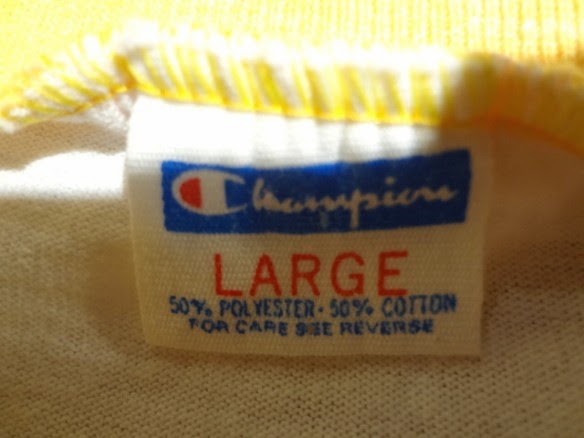 Champion
LARGE
50% POLYESTER · 50% COTTON
FOR CARE SEE REVERSE